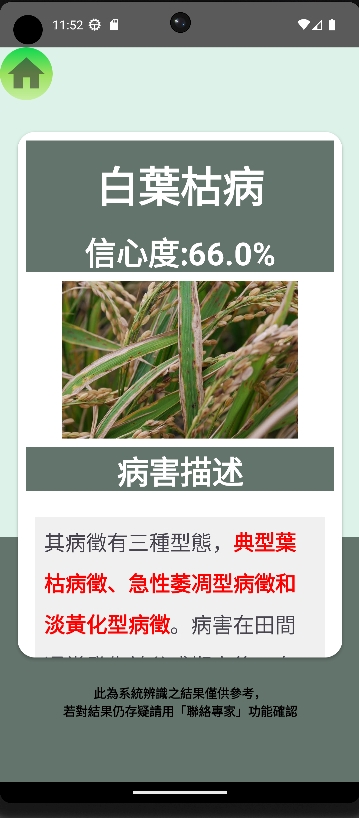 11:52
白葉枯病
信心度:66.0%
病害描述
其病徵有三種型態，典型葉
枯病徵、急性萎凋型病徵和
淡黃化型病徵。病害在田間
此為系統辨識之結果僅供參考，
若對結果仍存疑請用「聯絡專家」功能確認